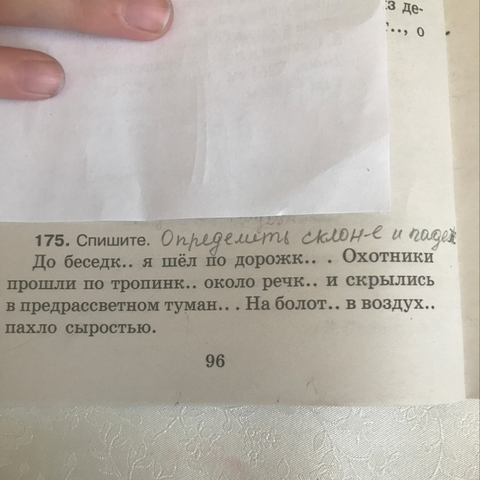 з де-
.., о
175. Спишите. Определить склон-е и падеж
До беседк.. я шёл по дорожк.. . Охотники
прошли по тропинк.. около речк.. и скрылись
в предрассветном туман.. . На болот.. в воздух..
пахло сыростью.
96